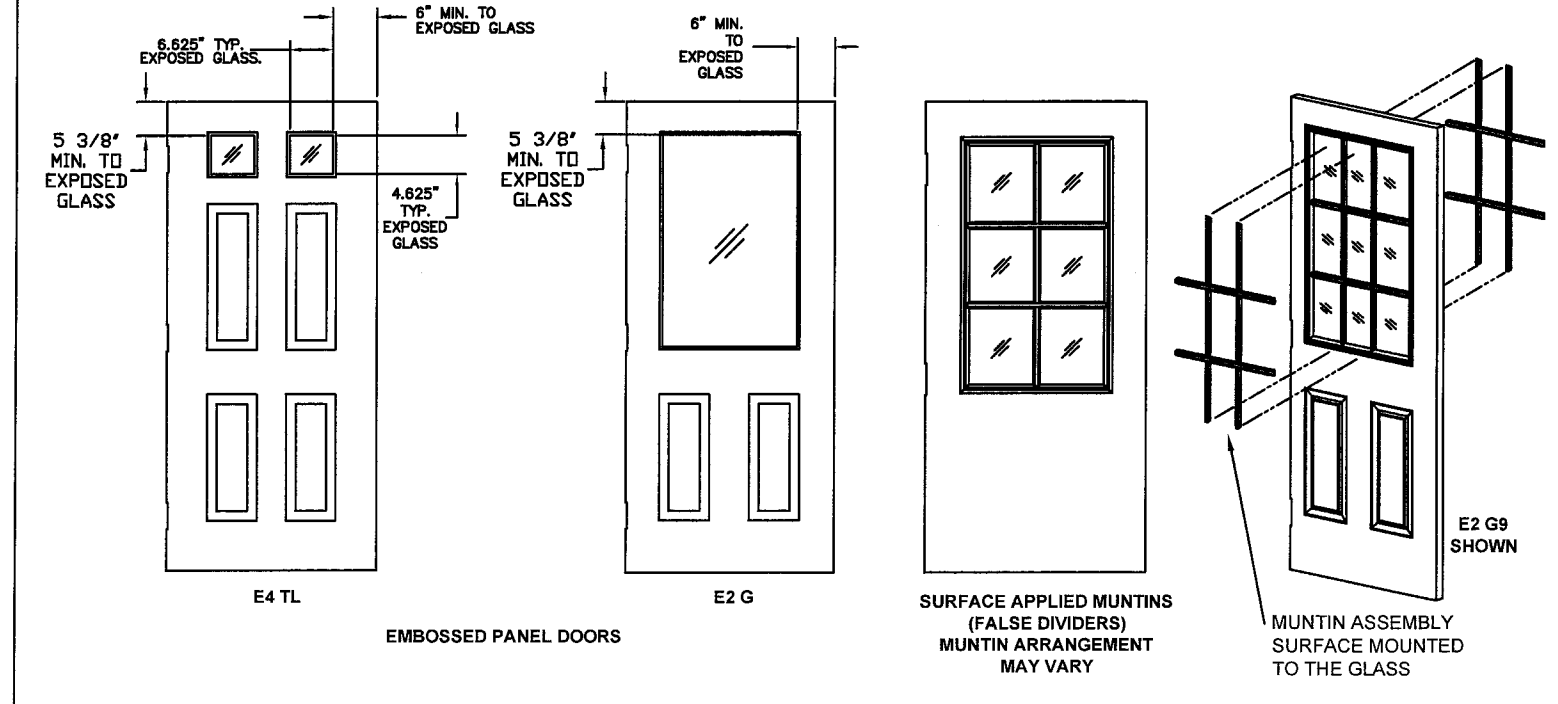 6" MIN. TO
EXPOSED GLASS
6.625" TYP.
EXPOSED GLASS.
5 3/8"
MIN. TO
EXPOSED
GLASS
4.625"
TYP.
EXPOSED
GLASS
E4 TL
6" MIN.
TO
EXPOSED
GLASS
5 3/8"
MIN. TO
EXPOSED
GLASS
E2 G
EMBOSSED PANEL DOORS
SURFACE APPLIED MUNTINS
(FALSE DIVIDERS)
MUNTIN ARRANGEMENT
MAY VARY
E2 G9
SHOWN
MUNTIN ASSEMBLY
SURFACE MOUNTED
TO THE GLASS